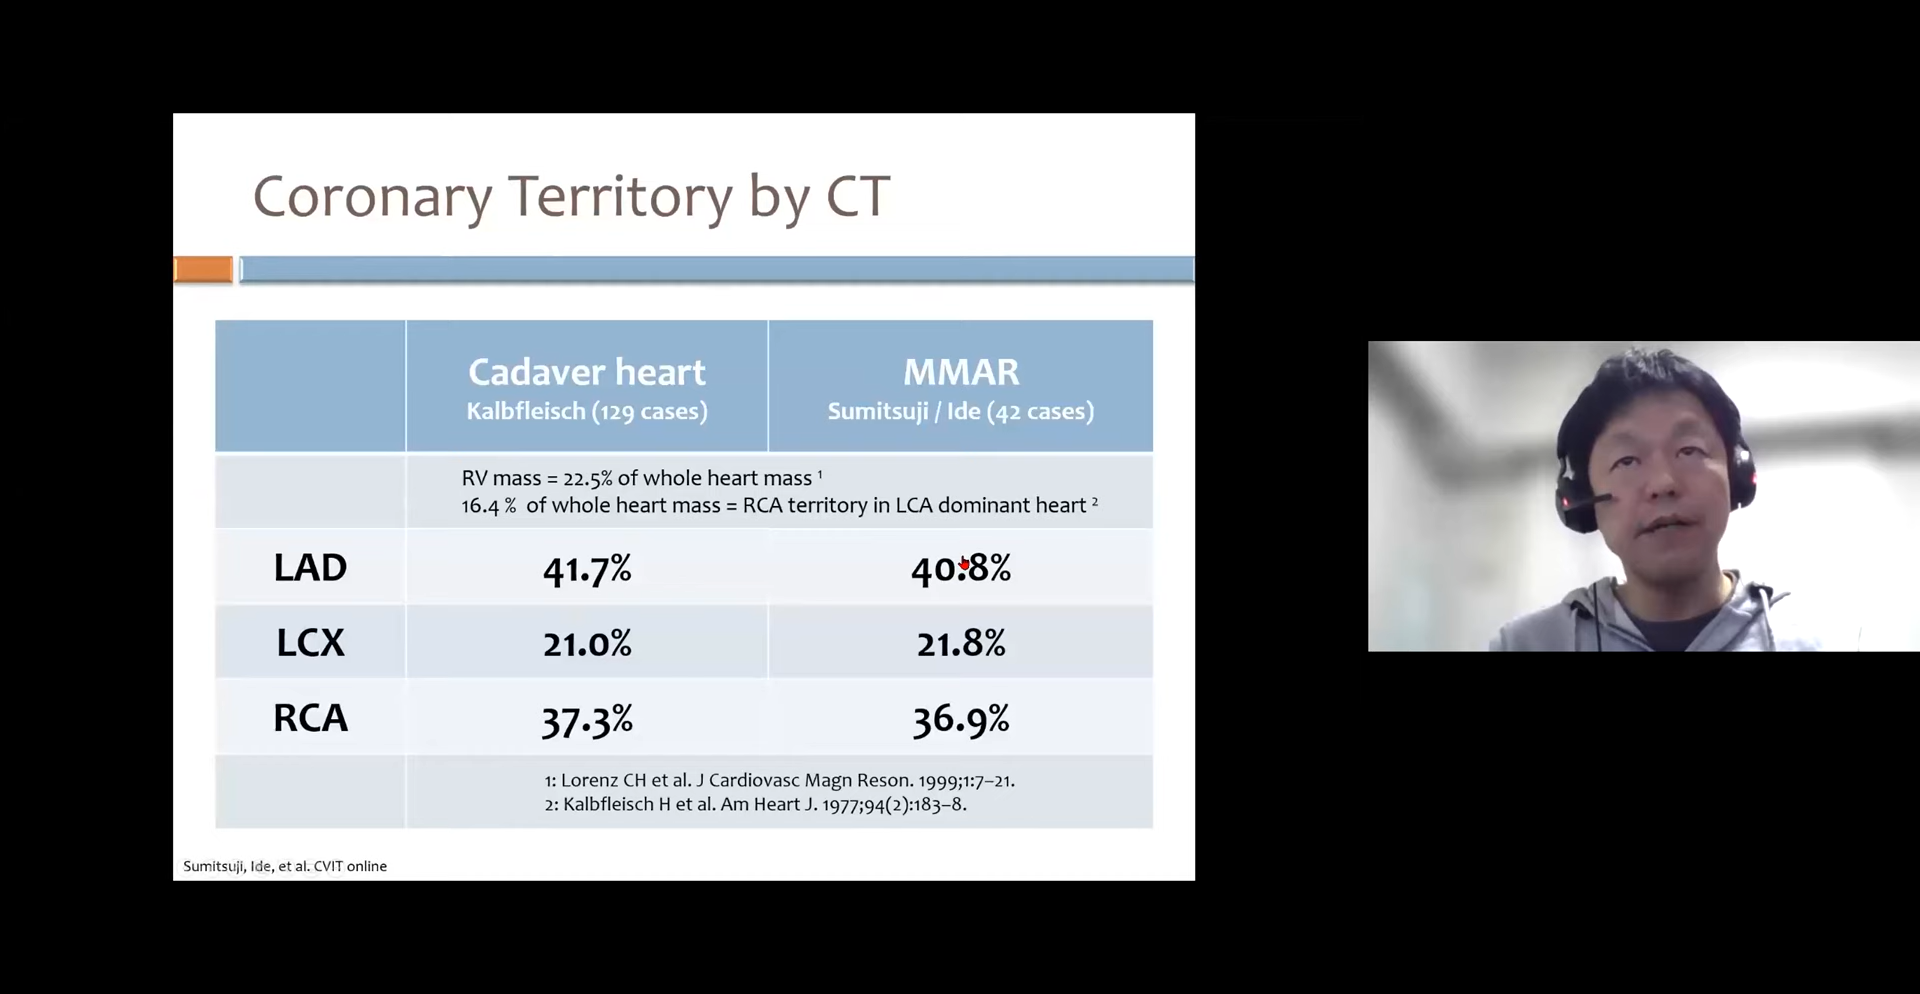 Coronary Territory by CT
Cadaver heart
Kalbfleisch (129 cases)
MMAR
Sumitsuji / Ide (42 cases)
RV mass = 22.5% of whole heart mass ¹
16.4 % of whole heart mass = RCA territory in LCA dominant heart ²
LAD 41.7% 40.8%
LCX 21.0% 21.8%
RCA 37.3% 36.9%
1: Lorenz CH et al. J Cardiovasc Magn Reson. 1999;1:7–21.
2: Kalbfleisch H et al. Am Heart J. 1977;94(2):183–8.
Sumitsuji, Ide, et al. CVIT online